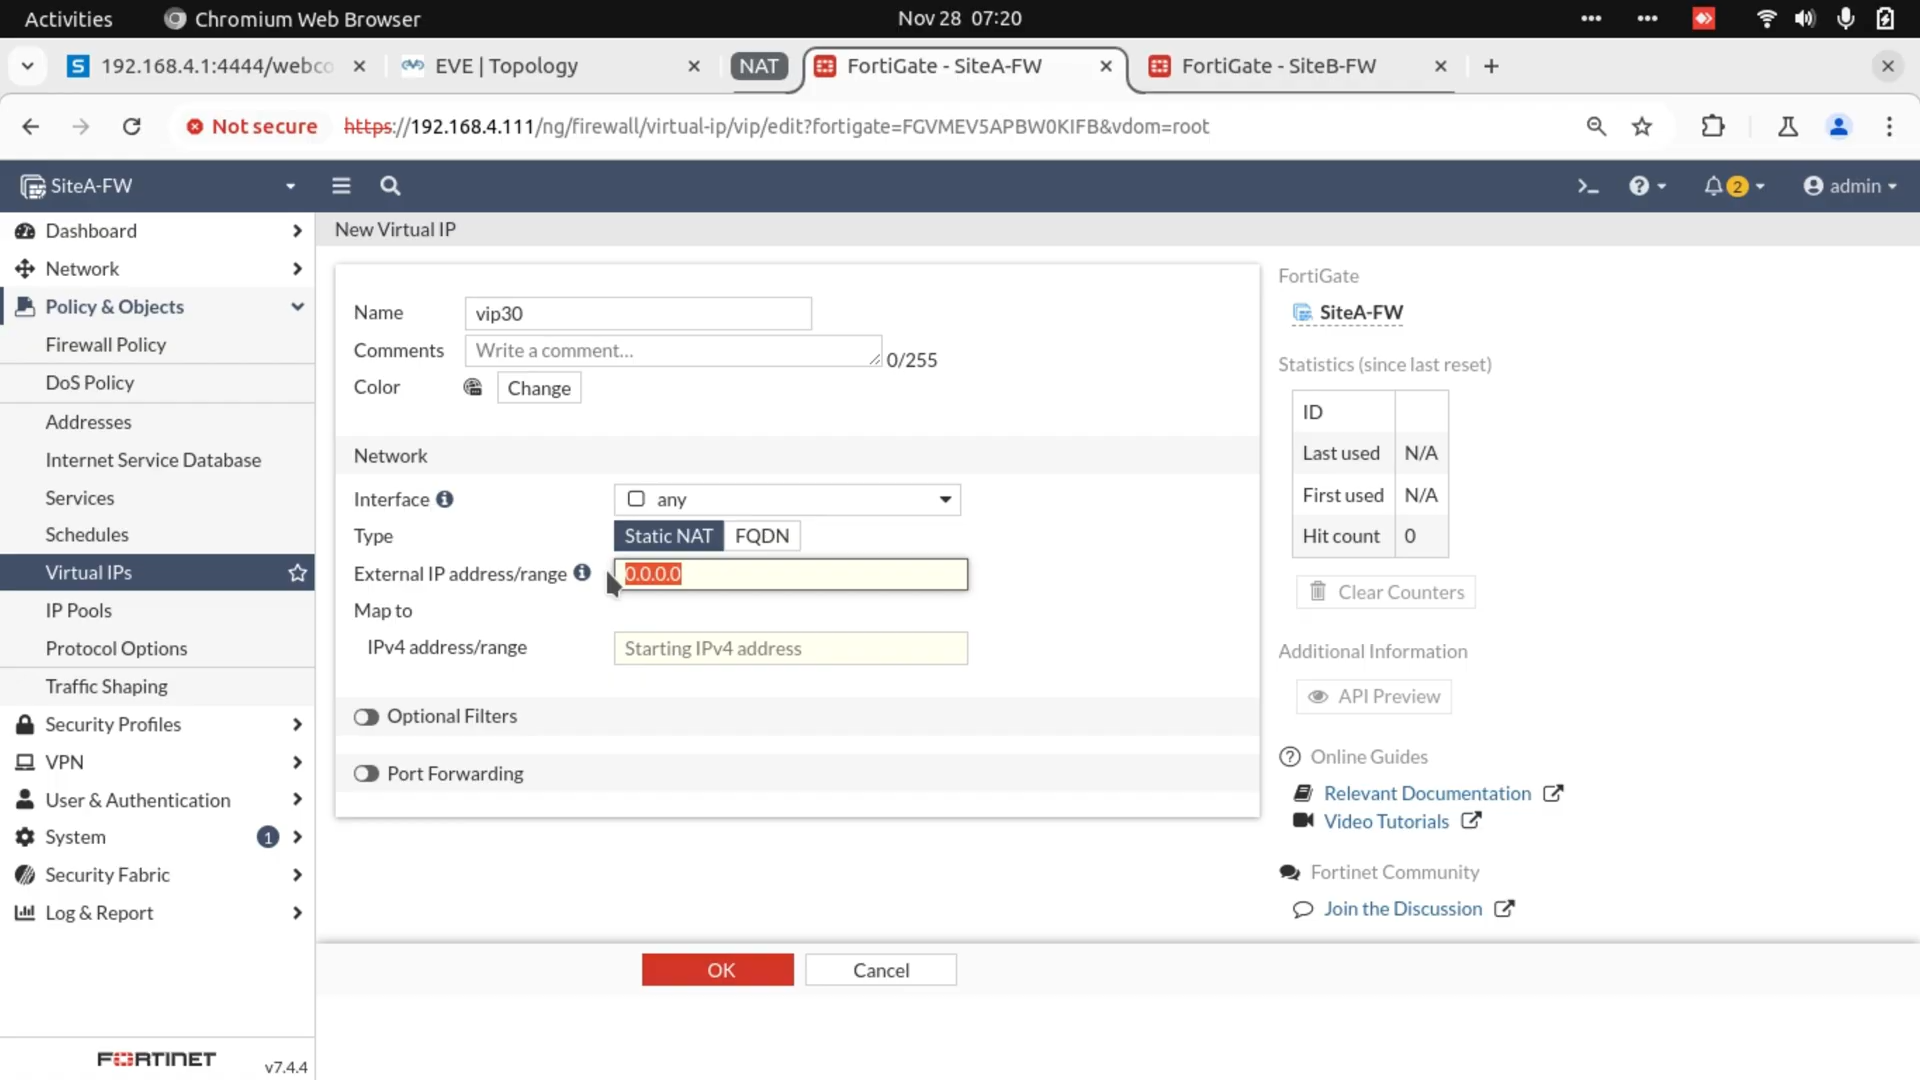 Activities
Chromium Web Browser
Nov 28 07:20
192.168.4.1:4444/webco
EVE | Topology
NAT
FortiGate - SiteA-FW
FortiGate - SiteB-FW
Not secure
https://192.168.4.111/ng/firewall/virtual-ip/vip/edit?fortigate=FGVMEV5APBW0KIFB&vdom=root
SiteA-FW
2
admin
Dashboard
Network
Policy & Objects
Firewall Policy
DoS Policy
Addresses
Internet Service Database
Services
Schedules
Virtual IPs
IP Pools
Protocol Options
Traffic Shaping
Security Profiles
VPN
User & Authentication
System 1
Security Fabric
Log & Report
FORTINET v7.4.4
New Virtual IP
Name vip30
Comments Write a comment... 0/255
Color Change
Network
Interface any
Type Static NAT FQDN
External IP address/range 0.0.0.0
Map to
IPv4 address/range Starting IPv4 address
Optional Filters
Port Forwarding
OK Cancel
FortiGate
SiteA-FW
Statistics (since last reset)
ID
Last used N/A
First used N/A
Hit count 0
Clear Counters
Additional Information
API Preview
Online Guides
Relevant Documentation
Video Tutorials
Fortinet Community
Join the Discussion